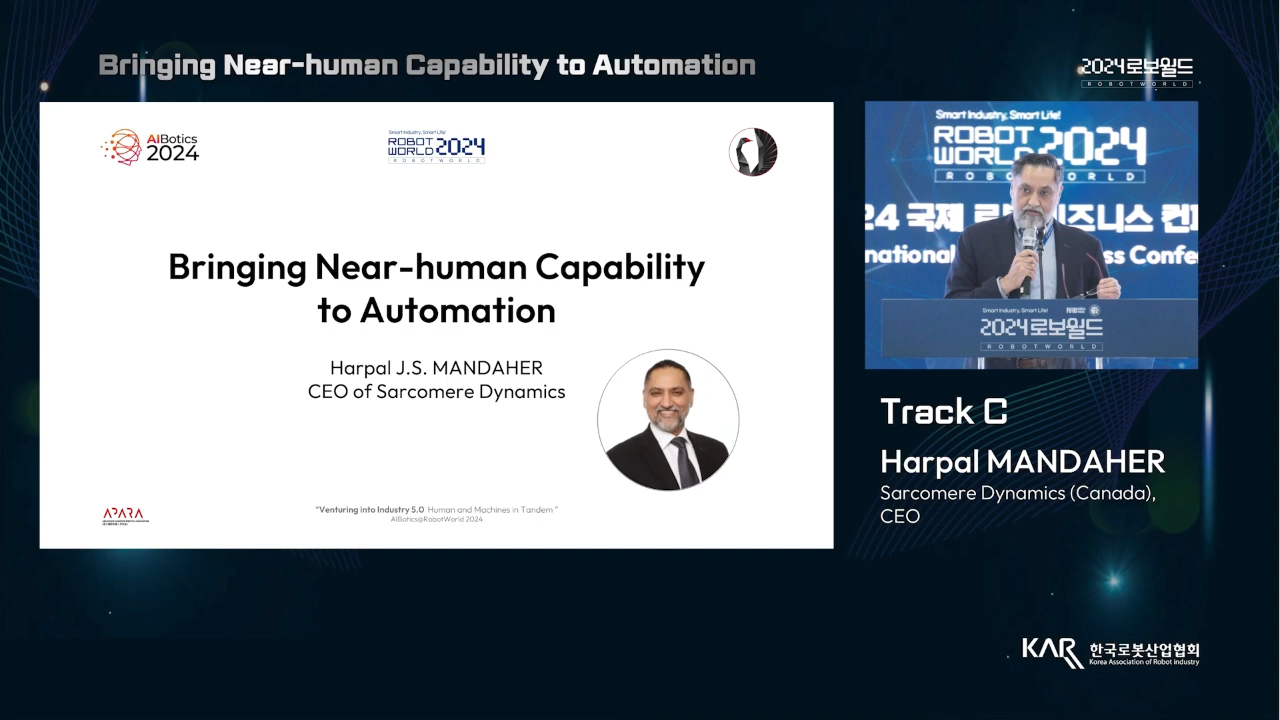 Bringing Near-human Capability to Automation
2024로보월드
ROBOTWORLD
AIBotics
2024
Smart Industry, Smart Life!
ROBOT
WORLD 2024
ROBOTWORLD
Bringing Near-human Capability
to Automation
Harpal J.S. MANDAHER
CEO of Sarcomere Dynamics
APARA
"Venturing into Industry 5.0 Human and Machines in Tandem "
AIBotics@RobotWorld 2024
Smart Industry, Smart Life!
ROBOT
WORLD 2024
24 국제
즈니스
national
ss Confe
Smart Industry, Smart Life!
2024로보월드
ROBOTWORLD
Track C
Harpal MANDAHER
Sarcomere Dynamics (Canada),
CEO
KAR 한국로봇산업협회
Korea Association of Robot Industry